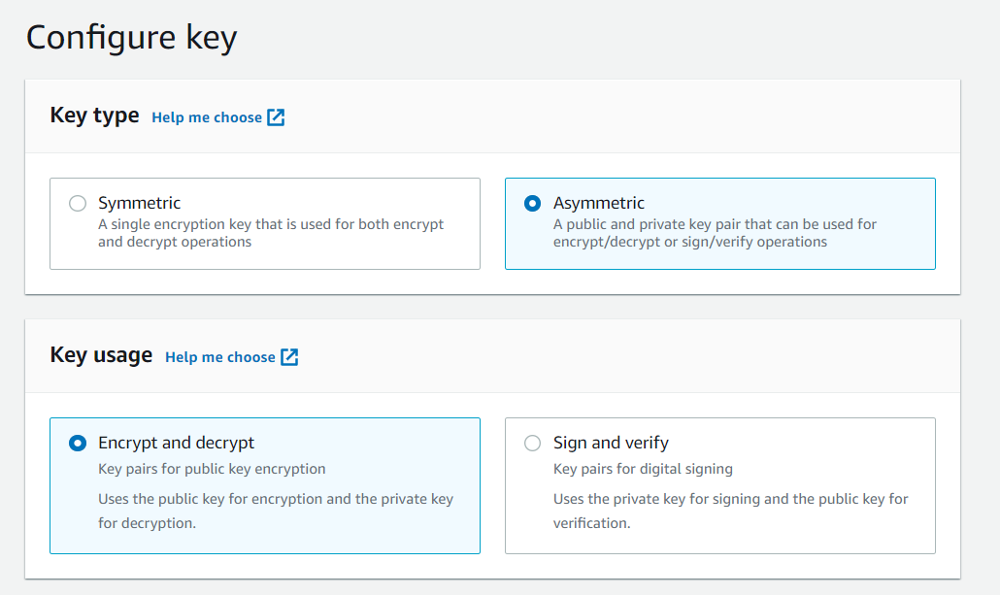 Configure key
Key type Help me choose
Symmetric
A single encryption key that is used for both encrypt
and decrypt operations
Asymmetric
A public and private key pair that can be used for
encrypt/decrypt or sign/verify operations
Key usage Help me choose
Encrypt and decrypt
Key pairs for public key encryption
Uses the public key for encryption and the private key
for decryption.
Sign and verify
Key pairs for digital signing
Uses the private key for signing and the public key for
verification.